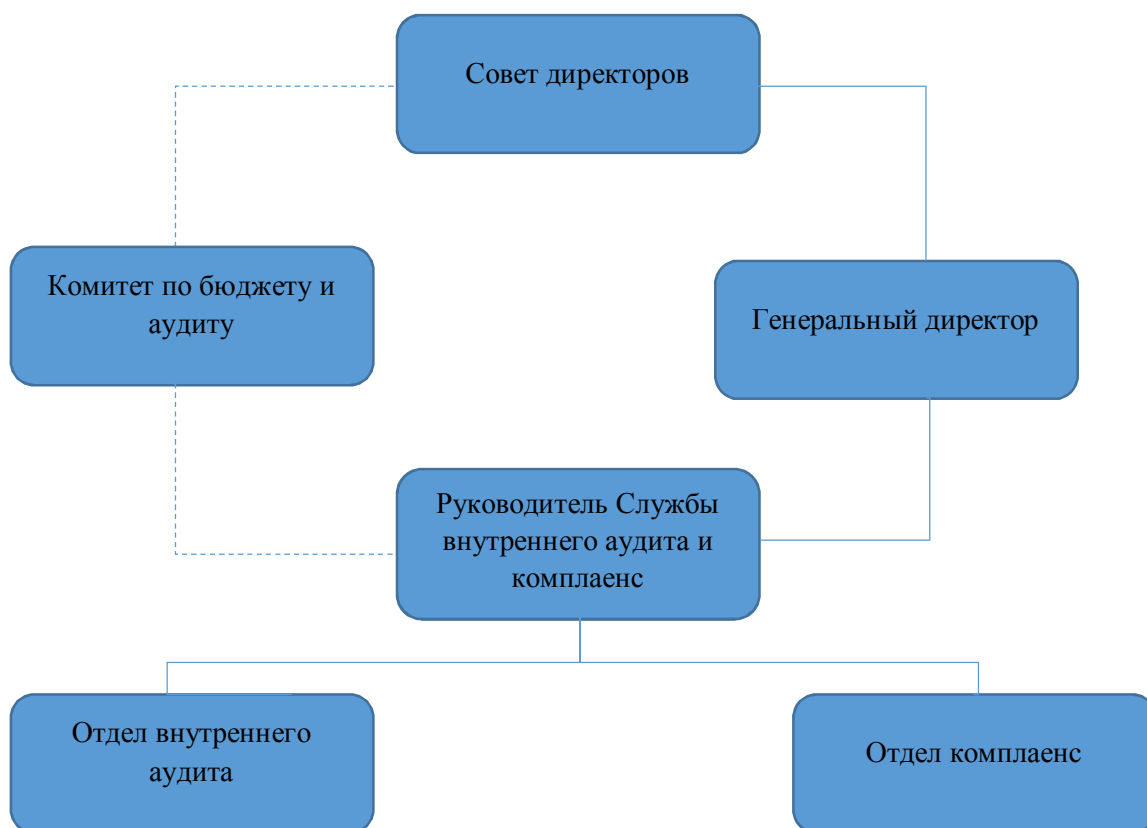 Совет директоров
Комитет по бюджету и
аудиту
Генеральный директор
Руководитель Службы
внутреннего аудита и
комплаенс
Отдел внутреннего
аудита
Отдел комплаенс